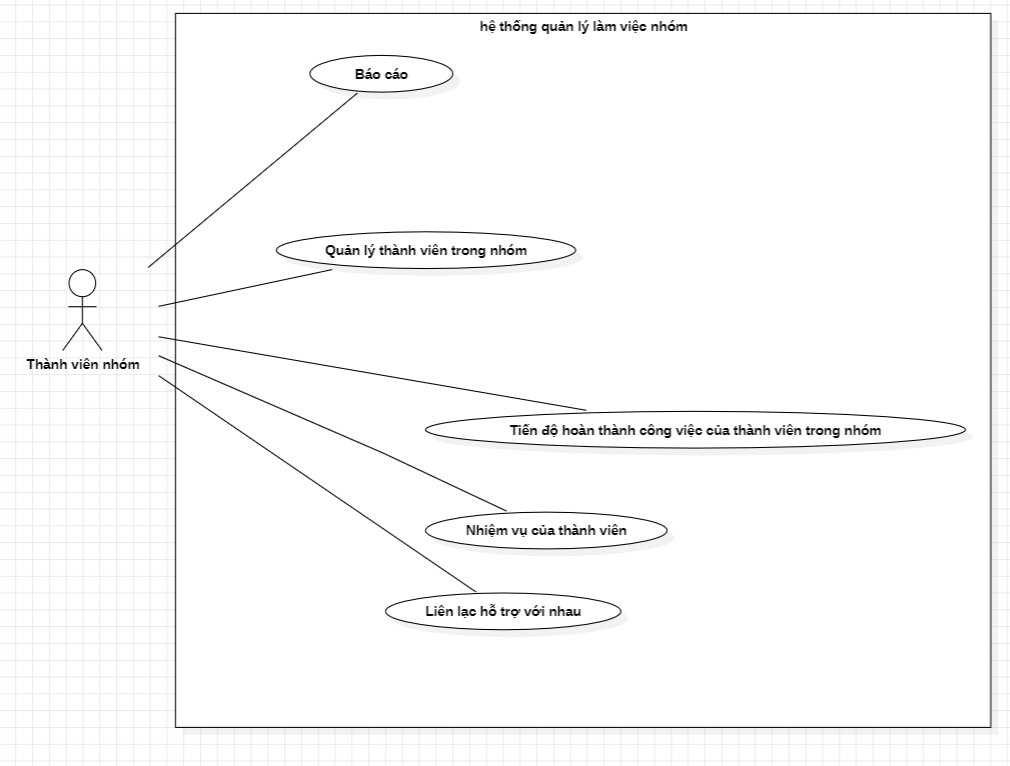 hệ thống quản lý làm việc nhóm
Báo cáo
Quản lý thành viên trong nhóm
Thành viên nhóm
Tiến độ hoàn thành công việc của thành viên trong nhóm
Nhiệm vụ của thành viên
Liên lạc hỗ trợ với nhau